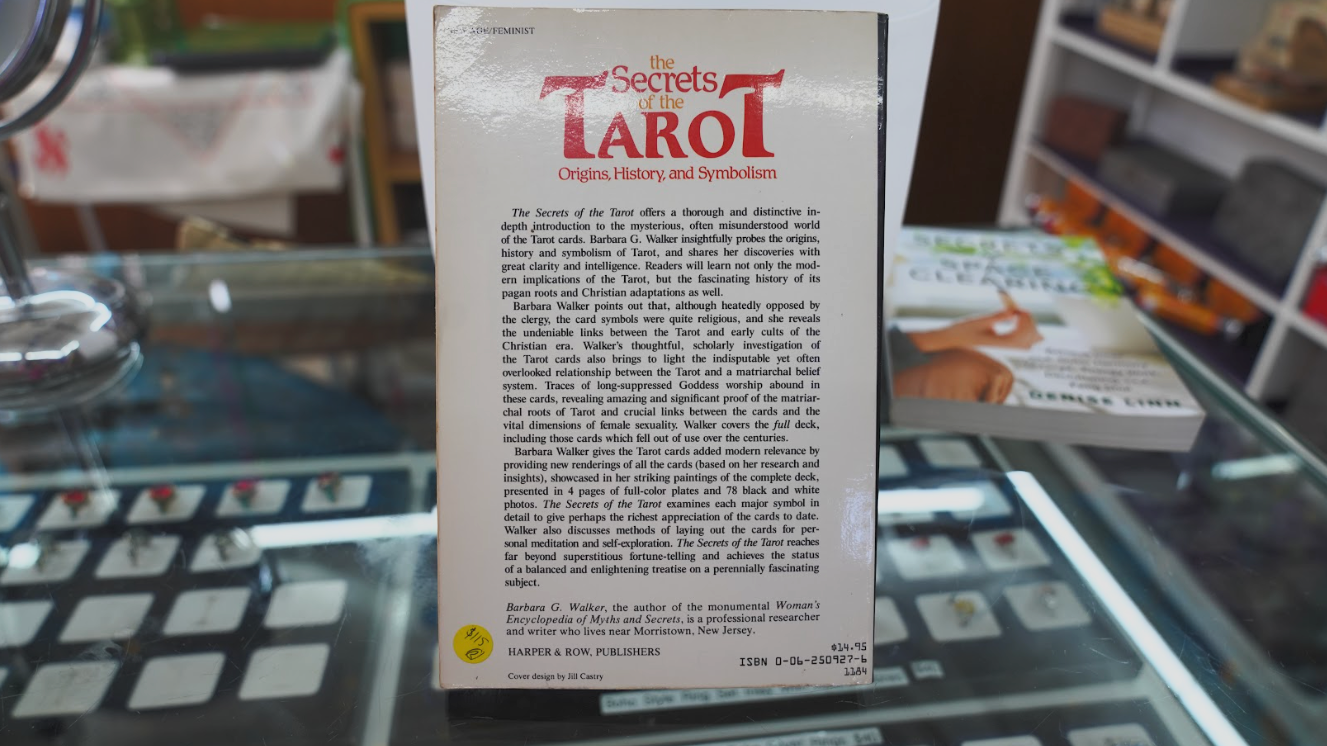 /FEMINIST
the
Secrets
of the
TAROT
Origins, History, and Symbolism
The Secrets of the Tarot offers a thorough and distinctive in-
depth introduction to the mysterious, often misunderstood world
of the Tarot cards. Barbara G. Walker insightfully probes the origins,
history and symbolism of Tarot, and shares her discoveries with
great clarity and intelligence. Readers will learn not only the mod-
ern implications of the Tarot, but the fascinating history of its
pagan roots and Christian adaptations as well.
Barbara Walker points out that, although heatedly opposed by
the clergy, the card symbols were quite religious, and she reveals
the undeniable links between the Tarot and early cults of the
Christian era. Walker's thoughtful, scholarly investigation of
the Tarot cards also brings to light the indisputable yet often
overlooked relationship between the Tarot and a matriarchal belief
system. Traces of long-suppressed Goddess worship abound in
these cards, revealing amazing and significant proof of the matriar-
chal roots of Tarot and crucial links between the cards and the
vital dimensions of female sexuality. Walker covers the full deck,
including those cards which fell out of use over the centuries.
Barbara Walker gives the Tarot cards added modern relevance by
providing new renderings of all the cards (based on her research and
insights), showcased in her striking paintings of the complete deck,
presented in 4 pages of full-color plates and 78 black and white
photos. The Secrets of the Tarot examines each major symbol in
detail to give perhaps the richest appreciation of the cards to date.
Walker also discusses methods of laying out the cards for per-
sonal meditation and self-exploration. The Secrets of the Tarot reaches
far beyond superstitious fortune-telling and achieves the status
of a balanced and enlightening treatise on a perennially fascinating
subject.
Barbara G. Walker, the author of the monumental Woman's
Encyclopedia of Myths and Secrets, is a professional researcher
and writer who lives near Morristown, New Jersey.
$115
HARPER & ROW, PUBLISHERS
$14.95
ISBN 0-06-250927-6
1184
Cover design by Jill Castry
SPACE
CLEARING
DENISE LINN